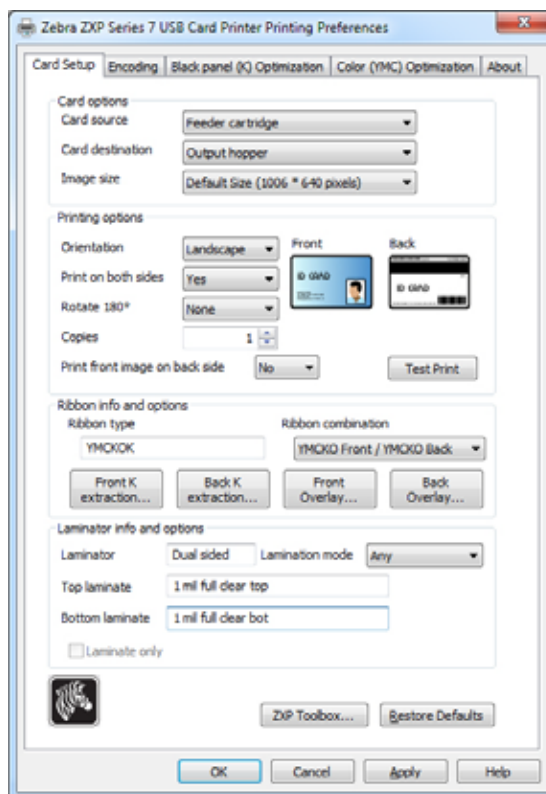 Zebra ZXP Series 7 USB Card Printer Printing Preferences
Card Setup Encoding Black panel (K) Optimization Color (YMC) Optimization About
Card options
Card source Feeder cartridge
Card destination Output hopper
Image size Default Size (1006 * 640 pixels)
Printing options
Orientation Landscape Front Back
Print on both sides Yes
ID CARD ID CARD
Rotate 180° None
Copies 1
Print front image on back side No Test Print
Ribbon info and options
Ribbon type Ribbon combination
YMCKOK YMCKO Front / YMCKO Back
Front K extraction... Back K extraction... Front Overlay... Back Overlay...
Laminator info and options
Laminator Dual sided Lamination mode Any
Top laminate 1 mil full clear top
Bottom laminate 1 mil full clear bot
Laminate only
ZXP Toolbox... Restore Defaults
OK Cancel Apply Help